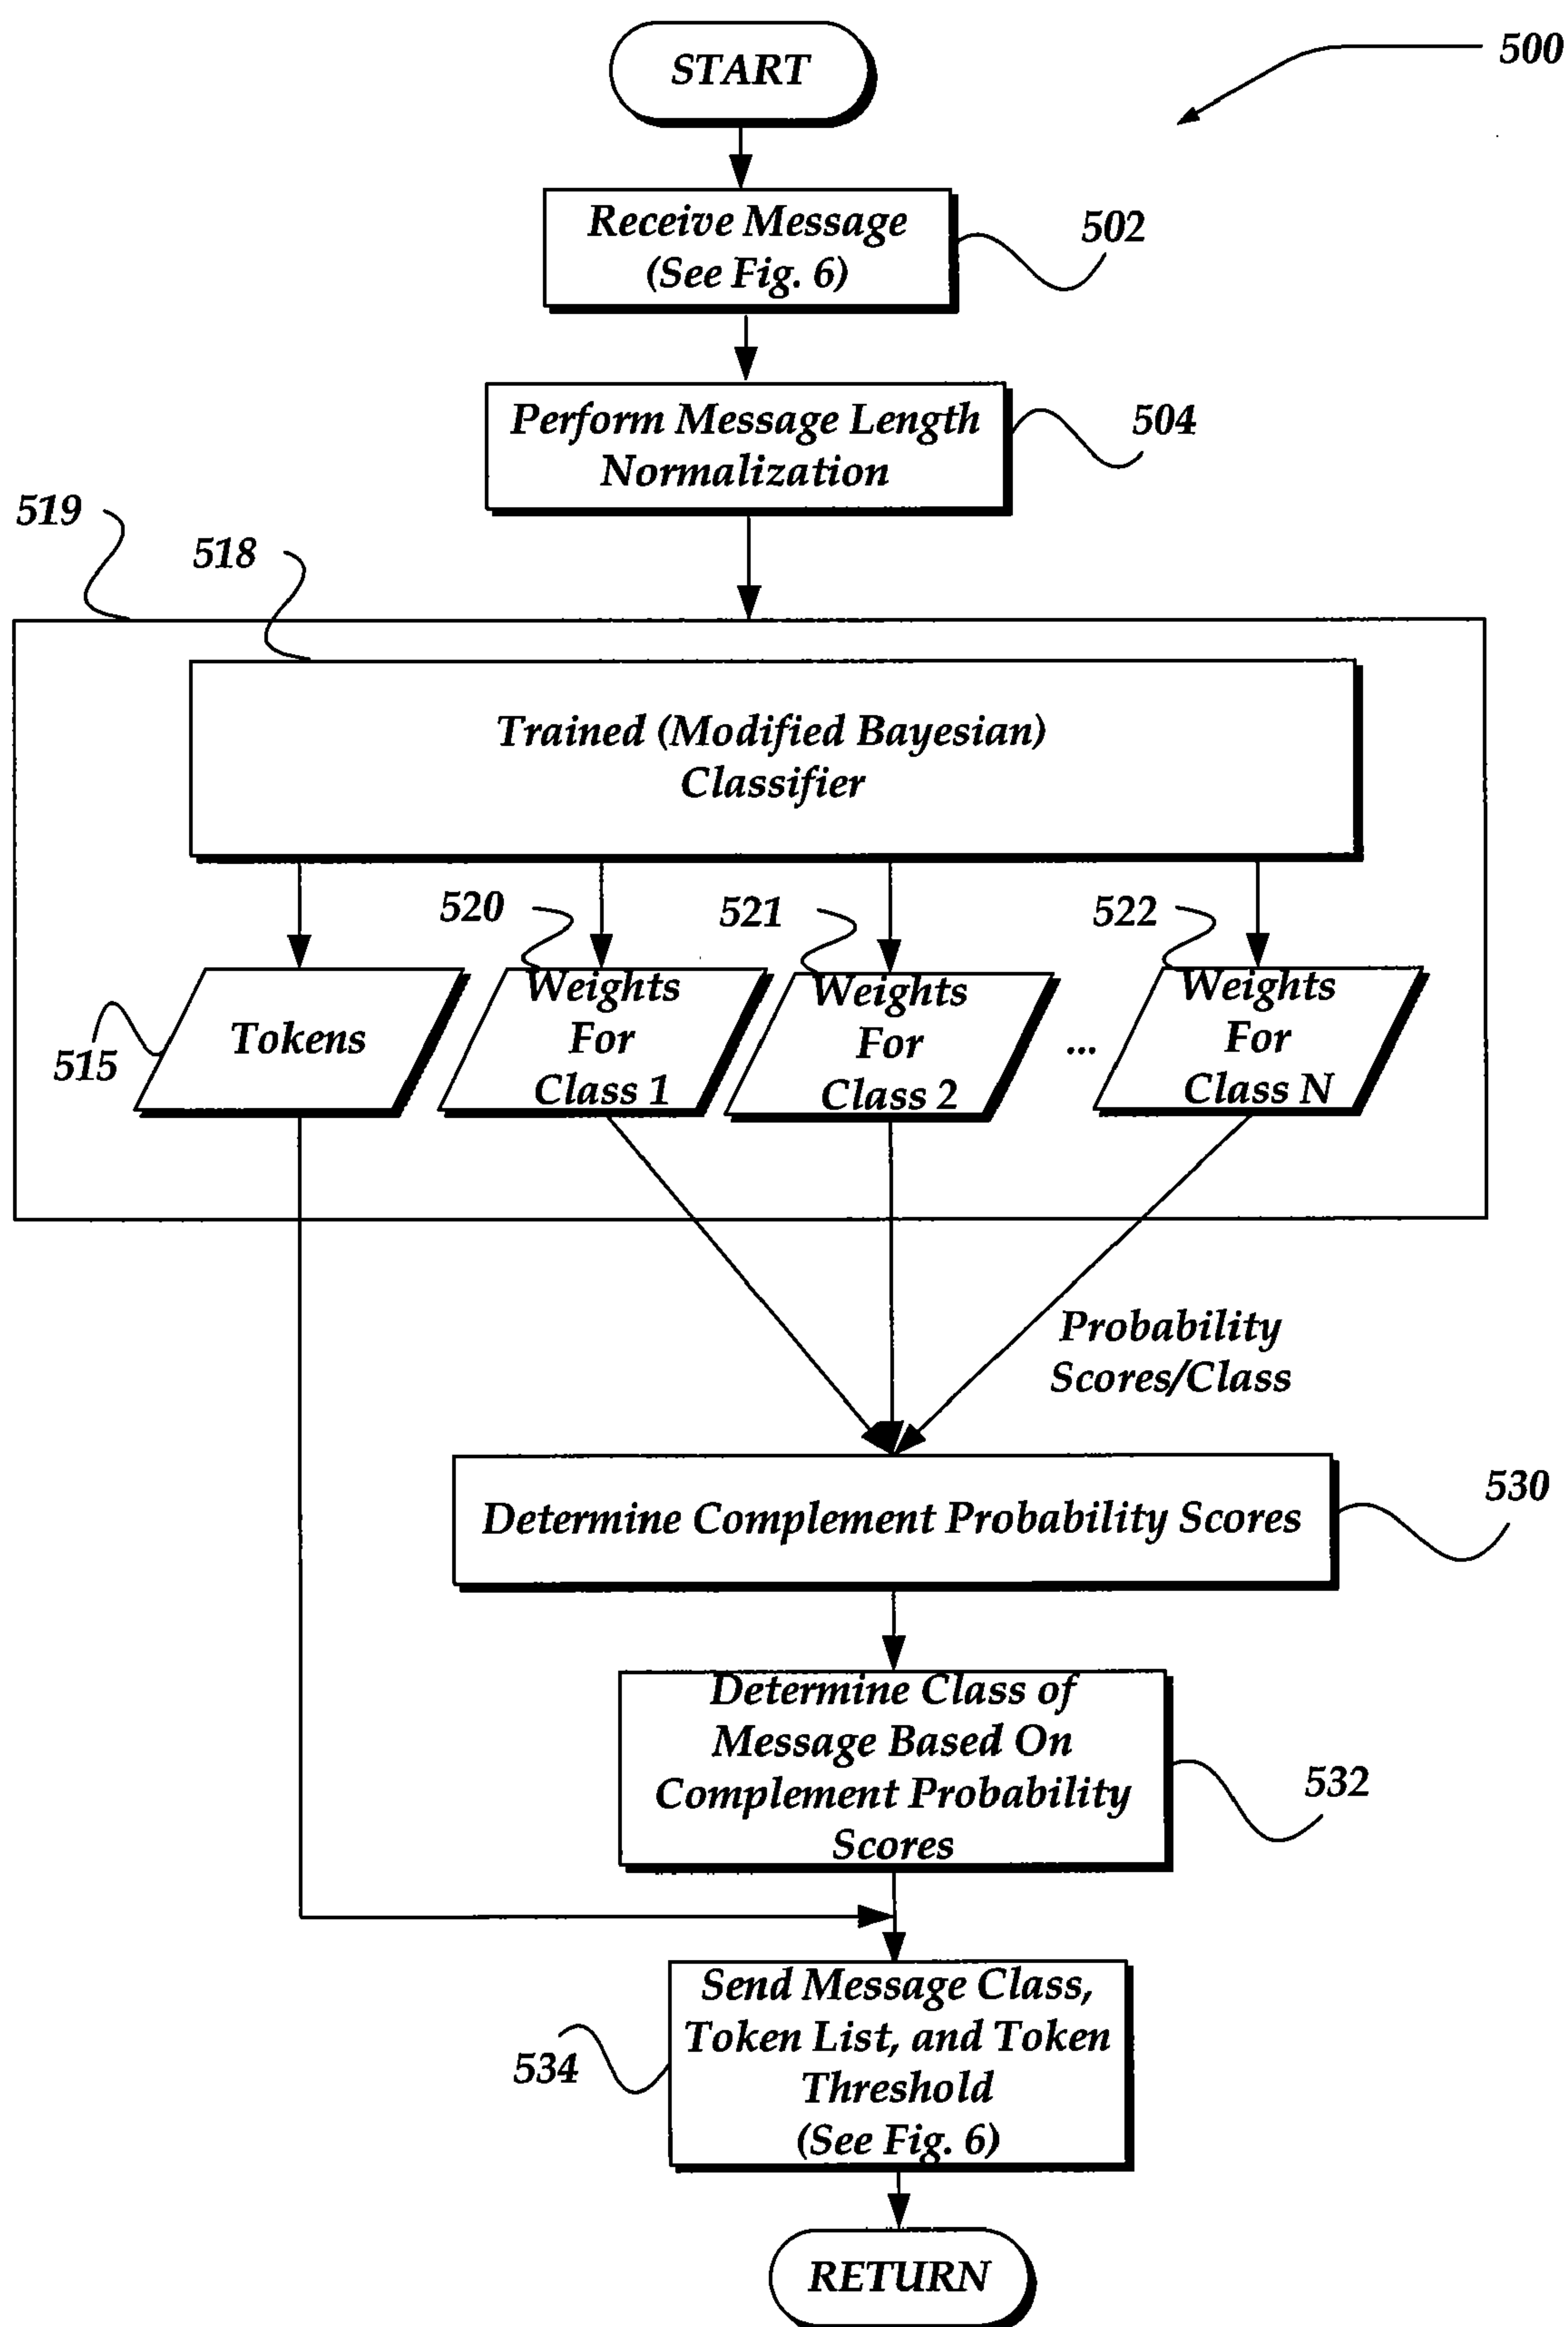 START
500
Receive Message
(See Fig. 6)
502
Perform Message Length
Normalization
504
519
518
Trained (Modified Bayesian)
Classifier
520
521
522
515
Tokens
Weights
For
Class 1
Weights
For
Class 2
...
Weights
For
Class N
Probability
Scores/Class
Determine Complement Probability Scores
530
Determine Class of
Message Based On
Complement Probability
Scores
532
Send Message Class,
Token List, and Token
Threshold
(See Fig. 6)
534
RETURN